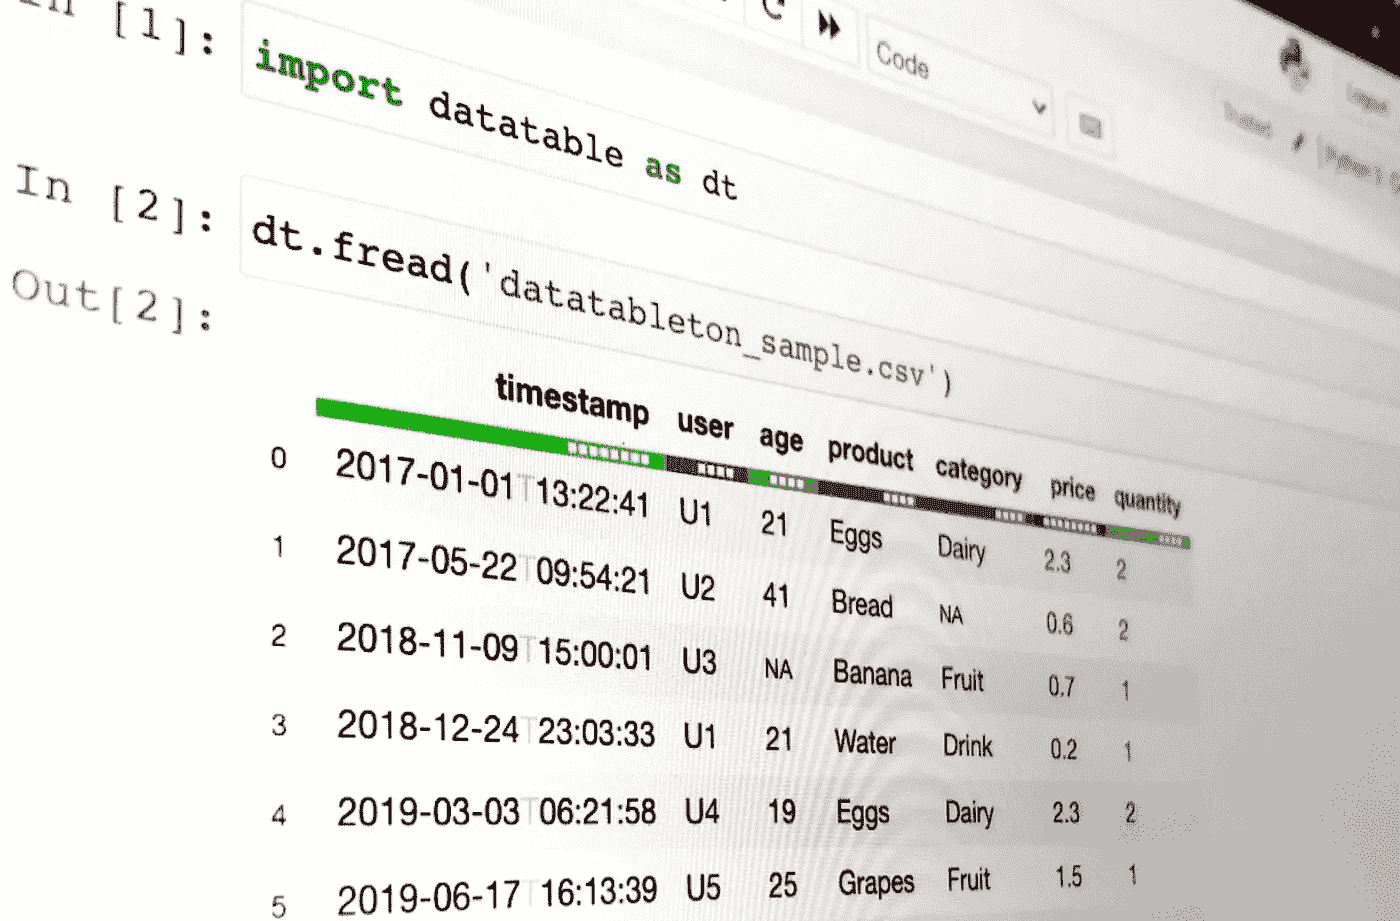 Code
Logout
Trusted
Python 3
In [1]:
import datatable as dt
In [2]:
dt.fread('datatableton_sample.csv')
Out[2]:
timestamp user age product category price quantity
0 2017-01-01T13:22:41 U1 21 Eggs Dairy 2.3 2
1 2017-05-22T09:54:21 U2 41 Bread NA 0.6 2
2 2018-11-09T15:00:01 U3 NA Banana Fruit 0.7 1
3 2018-12-24T23:03:33 U1 21 Water Drink 0.2 1
4 2019-03-03T06:21:58 U4 19 Eggs Dairy 2.3 2
5 2019-06-17T16:13:39 U5 25 Grapes Fruit 1.5 1